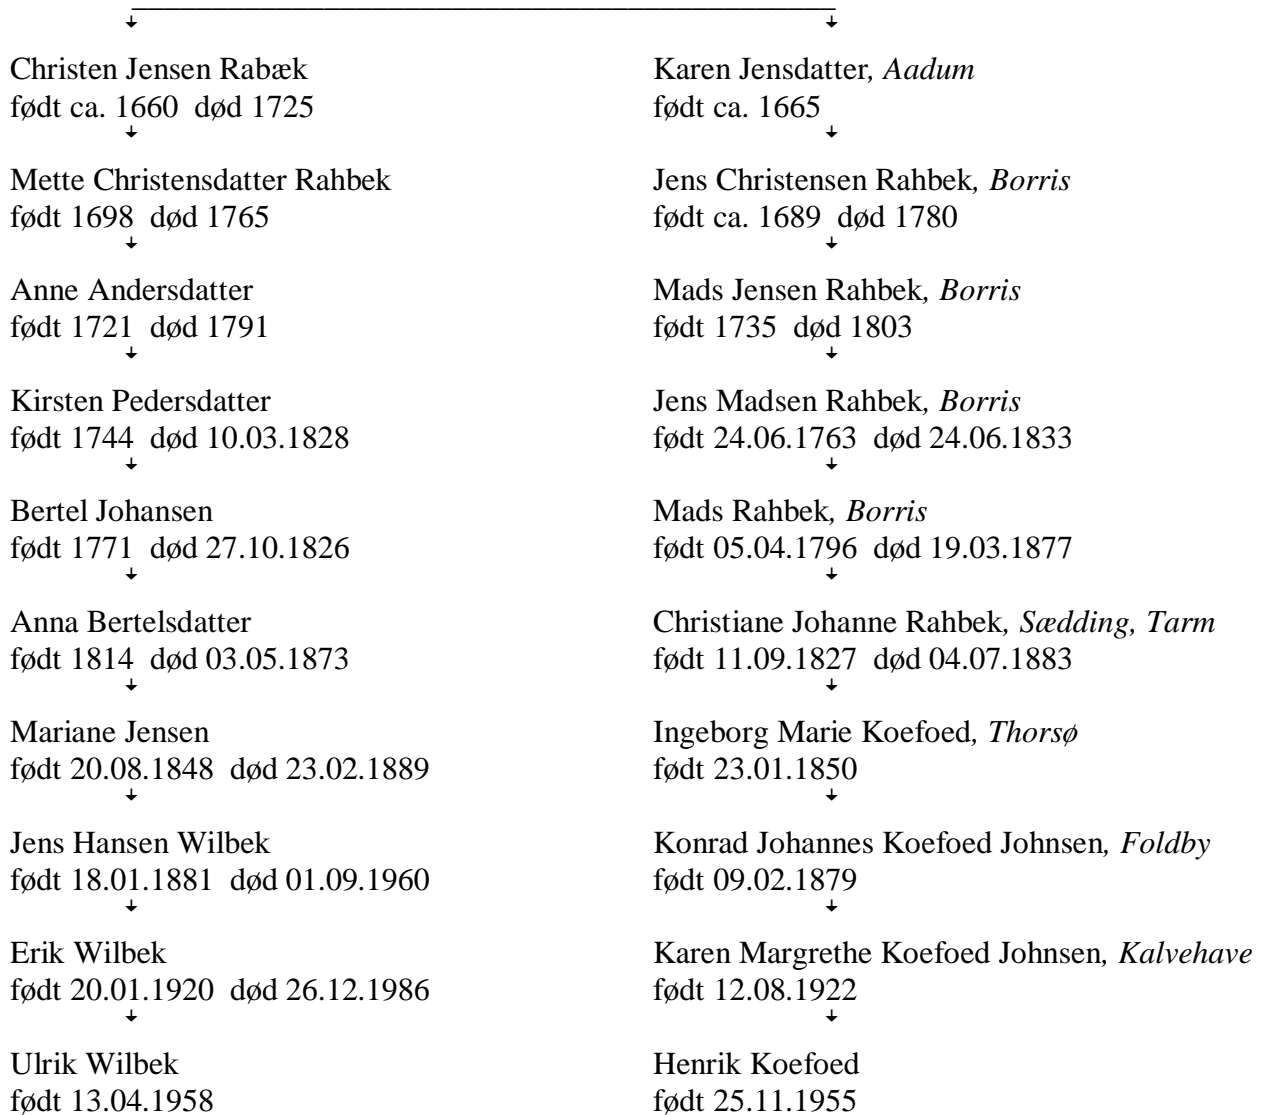 Christen Jensen Rabæk
født ca. 1660  død 1725
Karen Jensdatter, Aadum
født ca. 1665
Mette Christensdatter Rahbek
født 1698  død 1765
Jens Christensen Rahbek, Borris
født ca. 1689  død 1780
Anne Andersdatter
født 1721  død 1791
Mads Jensen Rahbek, Borris
født 1735  død 1803
Kirsten Pedersdatter
født 1744  død 10.03.1828
Jens Madsen Rahbek, Borris
født 24.06.1763  død 24.06.1833
Bertel Johansen
født 1771  død 27.10.1826
Mads Rahbek, Borris
født 05.04.1796  død 19.03.1877
Anna Bertelsdatter
født 1814  død 03.05.1873
Christiane Johanne Rahbek, Sædding, Tarm
født 11.09.1827  død 04.07.1883
Mariane Jensen
født 20.08.1848  død 23.02.1889
Ingeborg Marie Koefoed, Thorsø
født 23.01.1850
Jens Hansen Wilbek
født 18.01.1881  død 01.09.1960
Konrad Johannes Koefoed Johnsen, Foldby
født 09.02.1879
Erik Wilbek
født 20.01.1920  død 26.12.1986
Karen Margrethe Koefoed Johnsen, Kalvehave
født 12.08.1922
Ulrik Wilbek
født 13.04.1958
Henrik Koefoed
født 25.11.1955